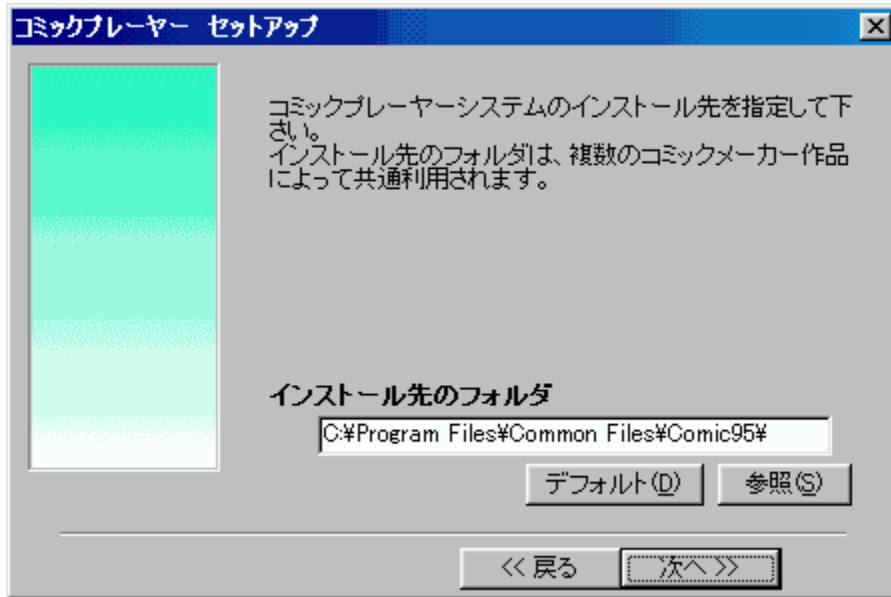 コミックプレーヤー セットアップ
コミックプレーヤーシステムのインストール先を指定して下
さい。
インストール先のフォルダは、複数のコミックメーカー作品
によって共通利用されます。
インストール先のフォルダ
C:¥Program Files¥Common Files¥Comic95¥
デフォルト(D) 参照(S)
<< 戻る 次へ >>